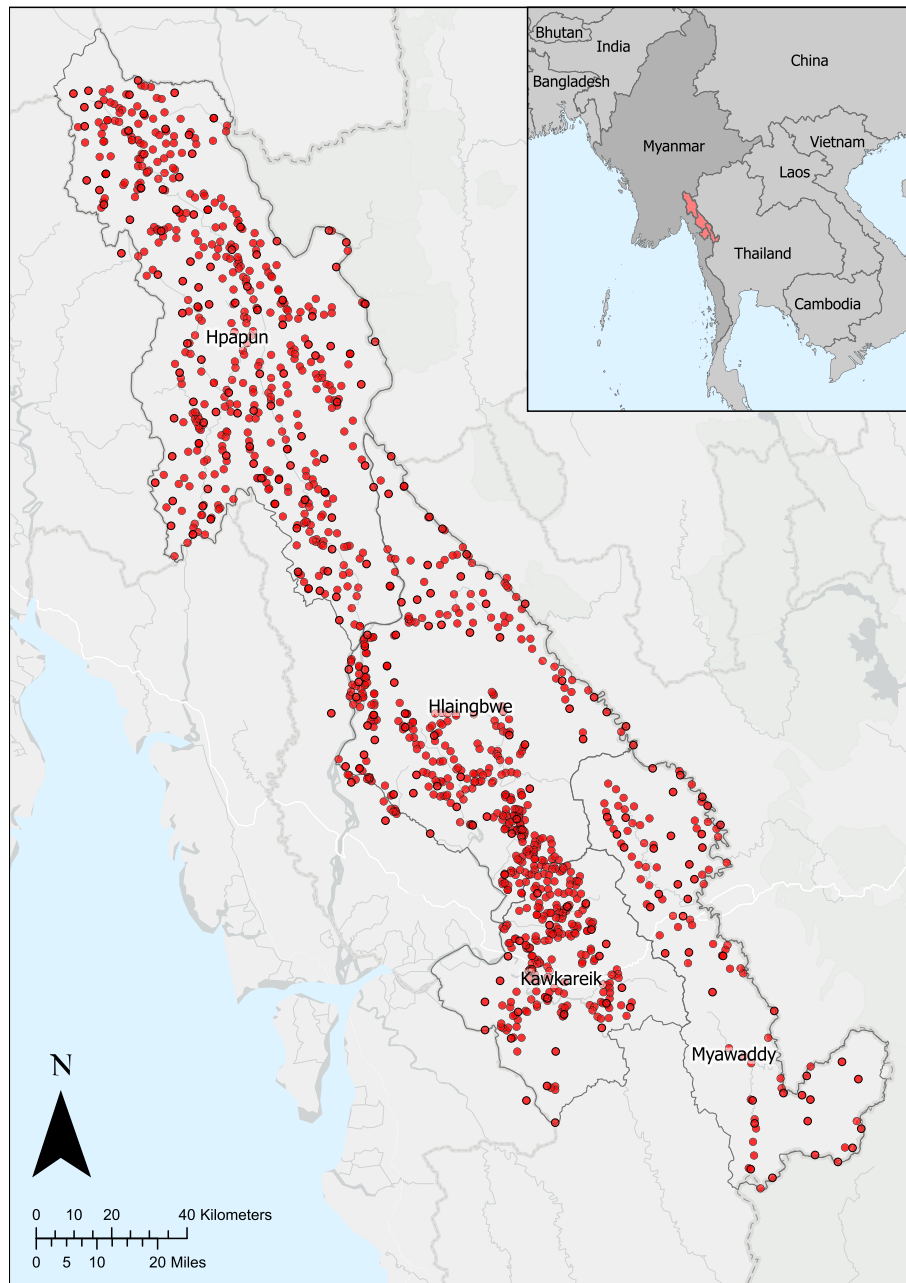 Bhutan
India
China
Bangladesh
Myanmar
Vietnam
Laos
Thailand
Cambodia
Hpapun
Hlaingbwe
Kawkareik
Myawaddy
N
0 10 20 40 Kilometers
0 5 10 20 Miles